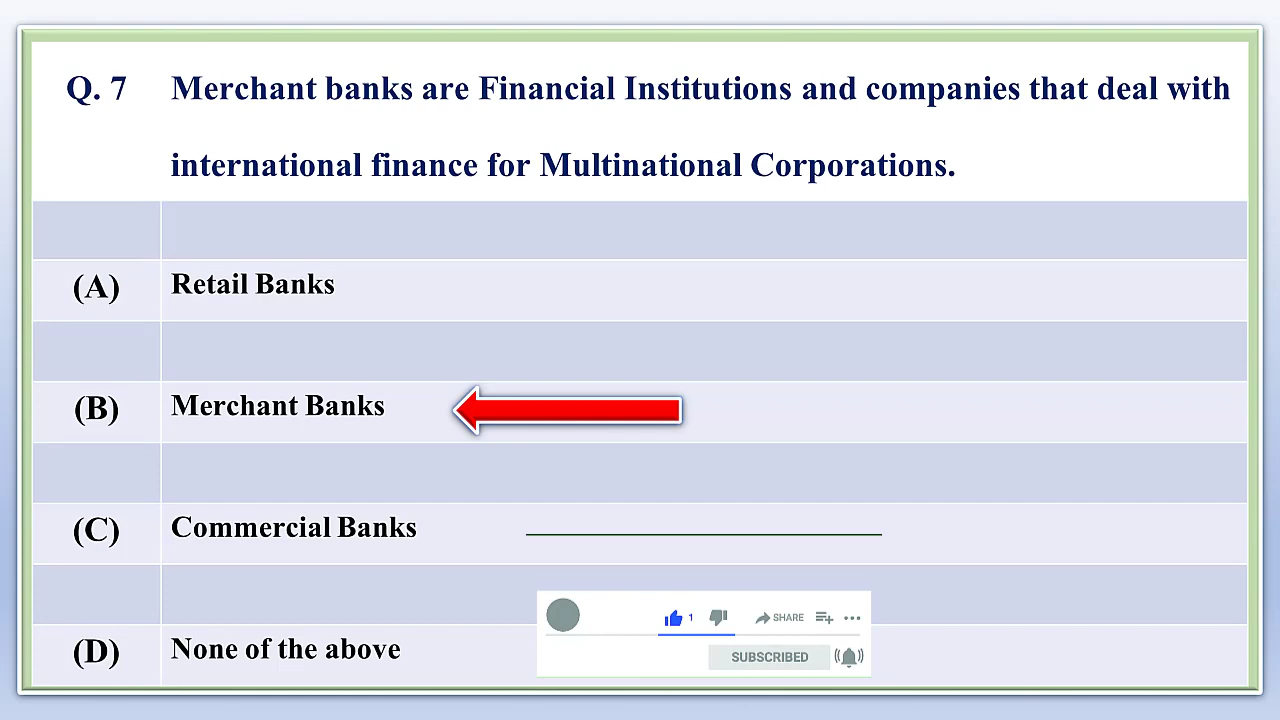 Q. 7 Merchant banks are Financial Institutions and companies that deal with
international finance for Multinational Corporations.
(A) Retail Banks
(B) Merchant Banks
(C) Commercial Banks
(D) None of the above
1 SHARE
SUBSCRIBED